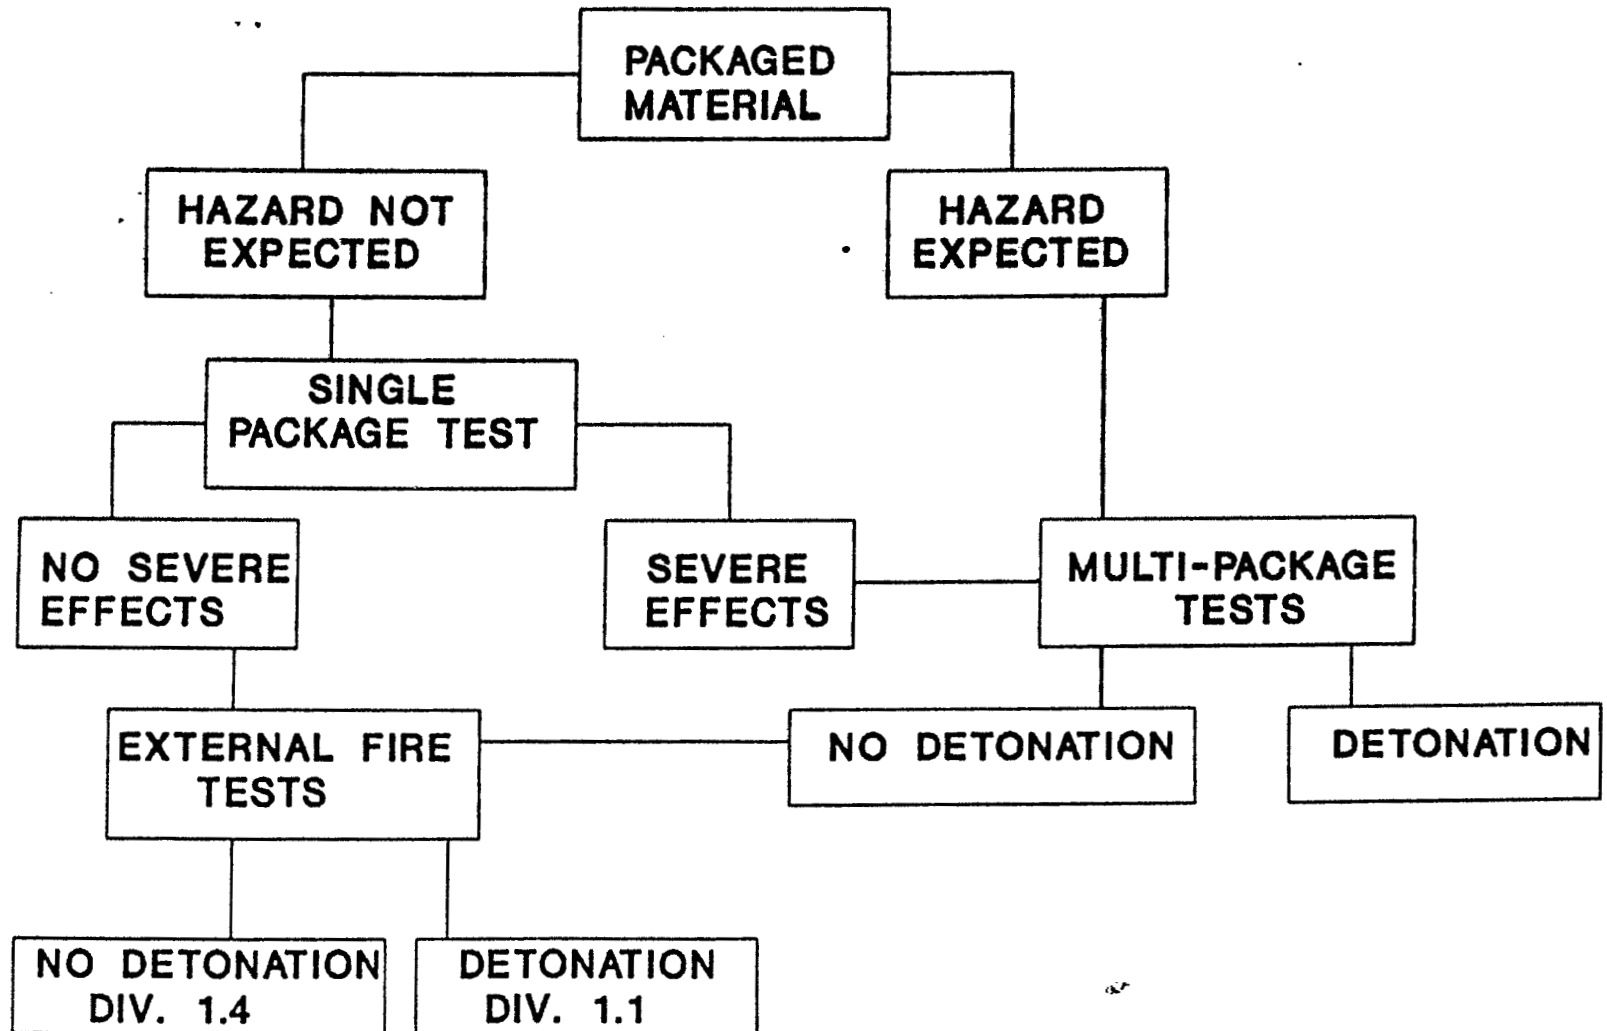 PACKAGED
MATERIAL
HAZARD NOT
EXPECTED
HAZARD
EXPECTED
SINGLE
PACKAGE TEST
NO SEVERE
EFFECTS
SEVERE
EFFECTS
MULTI-PACKAGE
TESTS
EXTERNAL FIRE
TESTS
NO DETONATION
DETONATION
NO DETONATION
DIV. 1.4
DETONATION
DIV. 1.1